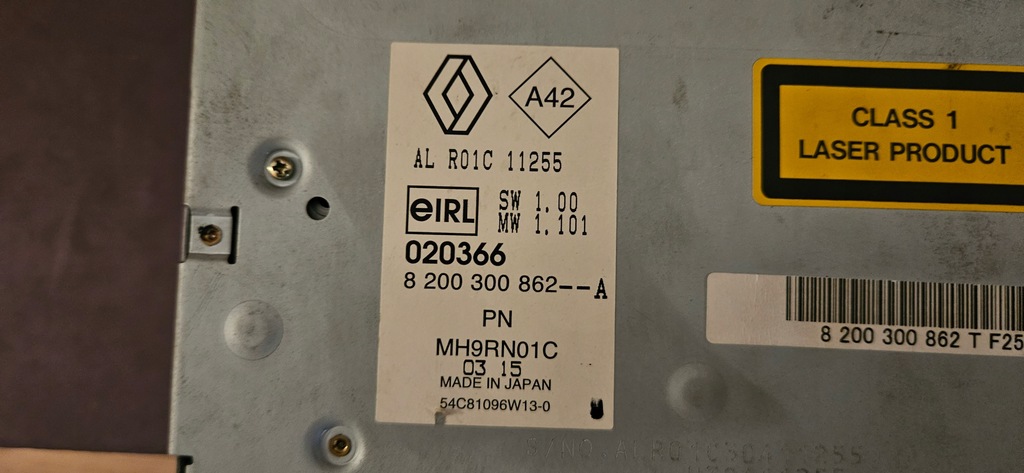 A42
AL R01C 11255
eIRL
SW 1.00
MW 1.101
020366
8 200 300 862--A
PN
MH9RN01C
03 15
MADE IN JAPAN
54C81096W13-0
CLASS 1
LASER PRODUCT
8 200 300 862 T F25